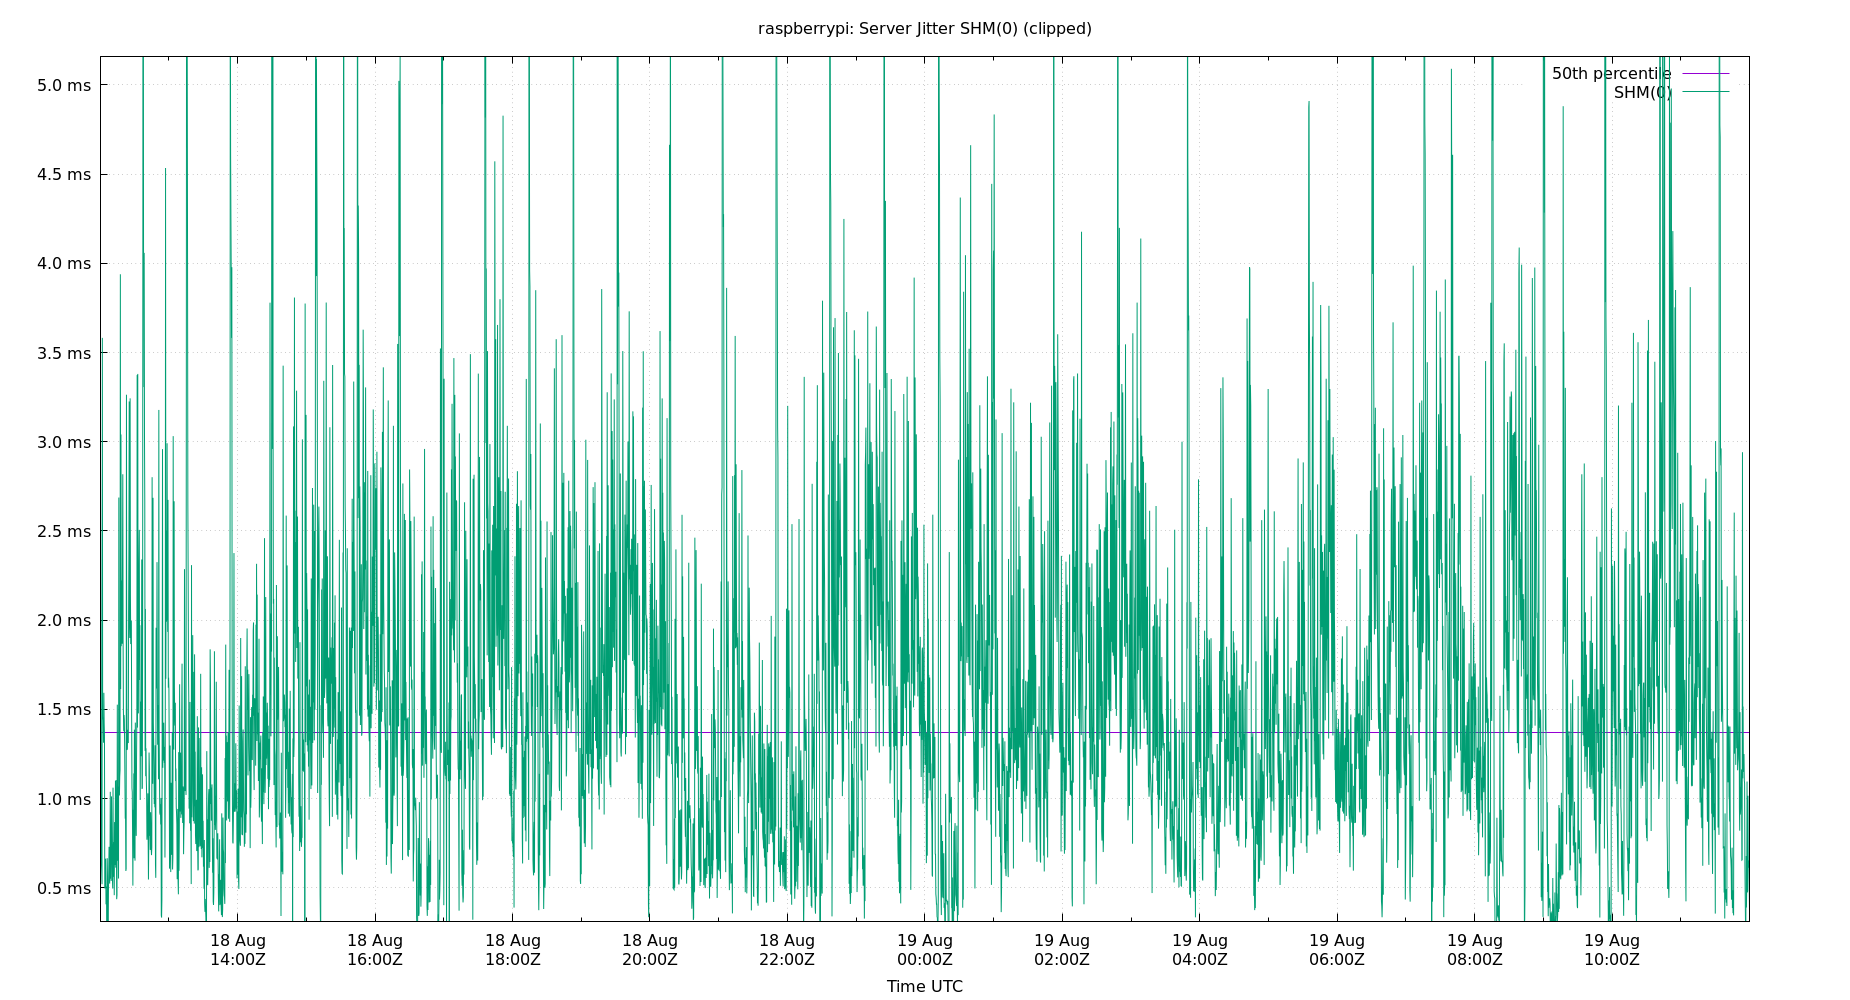 raspberrypi: Server Jitter SHM(0) (clipped)
50th percentile
SHM(0)
5.0 ms
4.5 ms
4.0 ms
3.5 ms
3.0 ms
2.5 ms
2.0 ms
1.5 ms
1.0 ms
0.5 ms
18 Aug 18 Aug 18 Aug 18 Aug 18 Aug 19 Aug 19 Aug 19 Aug 19 Aug 19 Aug 19 Aug
14:00Z 16:00Z 18:00Z 20:00Z 22:00Z 00:00Z 02:00Z 04:00Z 06:00Z 08:00Z 10:00Z
Time UTC